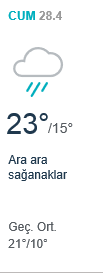 CUM 28.4
23°/15°
Ara ara
sağanaklar
Geç. Ort.
21°/10°